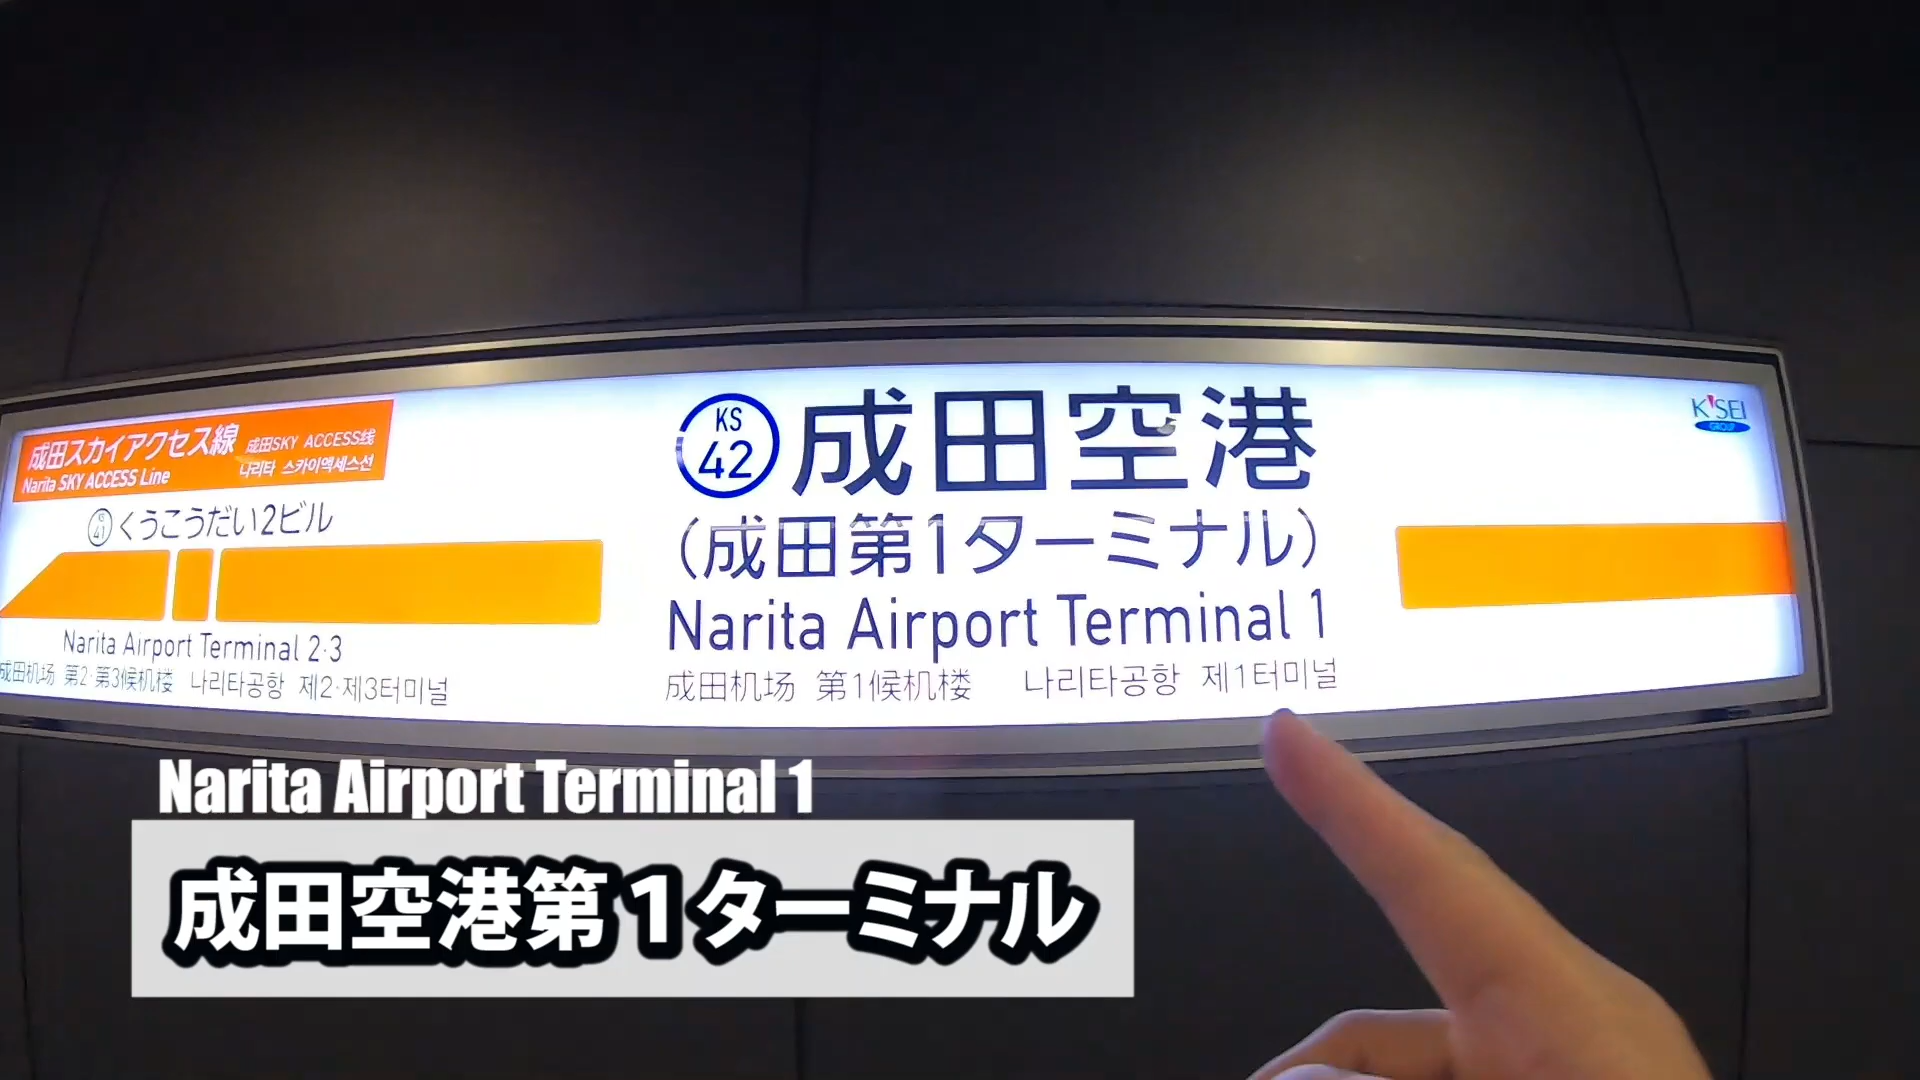 成田スカイアクセス線 成田SKY ACCESS线
Narita SKY ACCESS Line 나리타 스카이액세스선
KS
41
くうこうだい2ビル
Narita Airport Terminal 2·3
成田机场 第2·第3候机楼 나리타공항 제2·제3터미널
KS
42
成田空港
(成田第1ターミナル)
Narita Airport Terminal 1
成田机场 第1候机楼 나리타공항 제1터미널
K'SEI
GROUP
Narita Airport Terminal 1
成田空港第1ターミナル